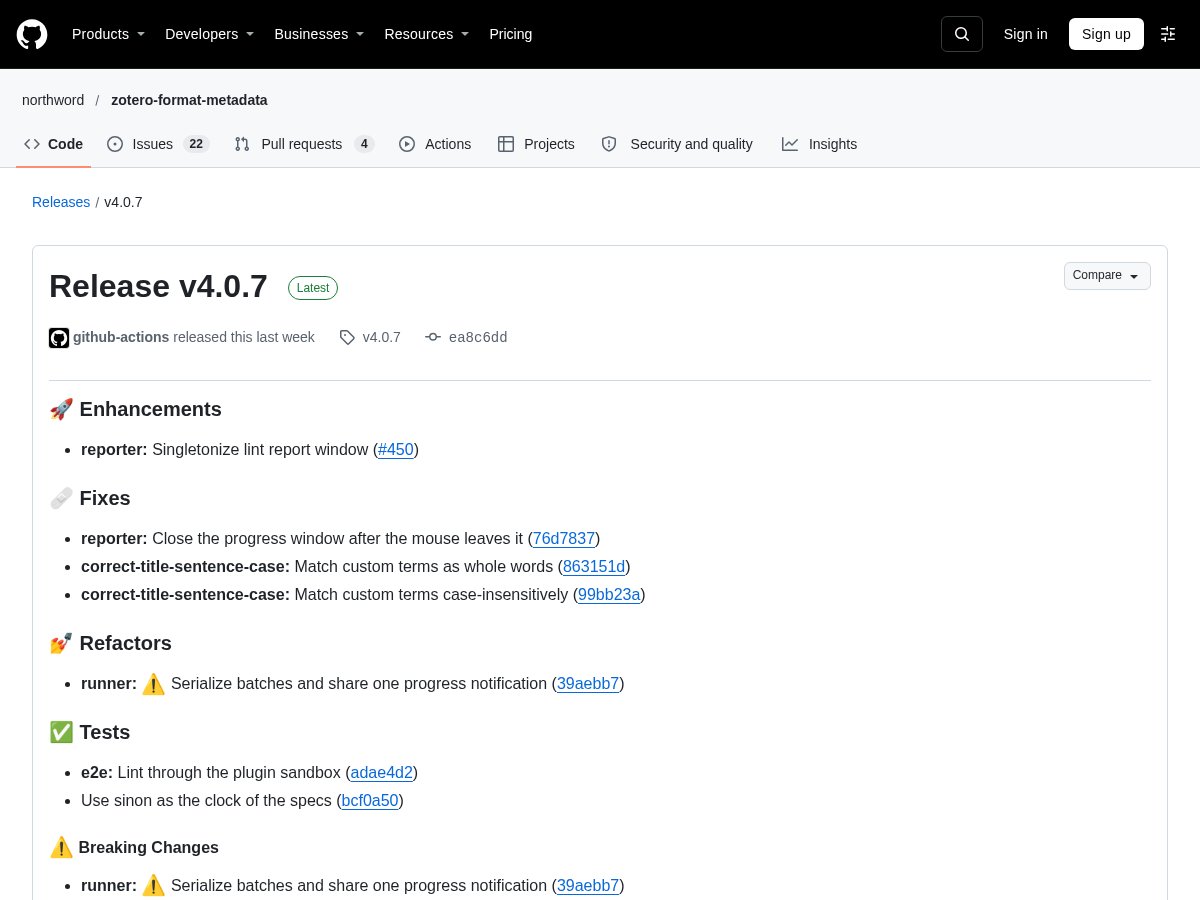 Products Developers Businesses Resources Pricing Sign in Sign up
northword / zotero-format-metadata
Code Issues 22 Pull requests 4 Actions Projects Security and quality Insights
Releases / v4.0.7
Release v4.0.7 Latest Compare
github-actions released this last week v4.0.7 ea8c6dd
🚀 Enhancements
• reporter: Singletonize lint report window (#450)
🩹 Fixes
• reporter: Close the progress window after the mouse leaves it (76d7837)
• correct-title-sentence-case: Match custom terms as whole words (863151d)
• correct-title-sentence-case: Match custom terms case-insensitively (99bb23a)
💅 Refactors
• runner: ⚠️ Serialize batches and share one progress notification (39aebb7)
✅ Tests
• e2e: Lint through the plugin sandbox (adae4d2)
• Use sinon as the clock of the specs (bcf0a50)
⚠️ Breaking Changes
• runner: ⚠️ Serialize batches and share one progress notification (39aebb7)